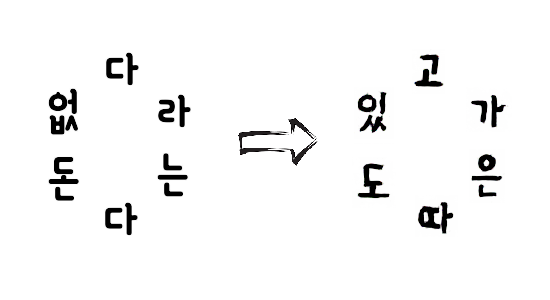 다
없 라
돈 는
다
고
있 가
도 은
따